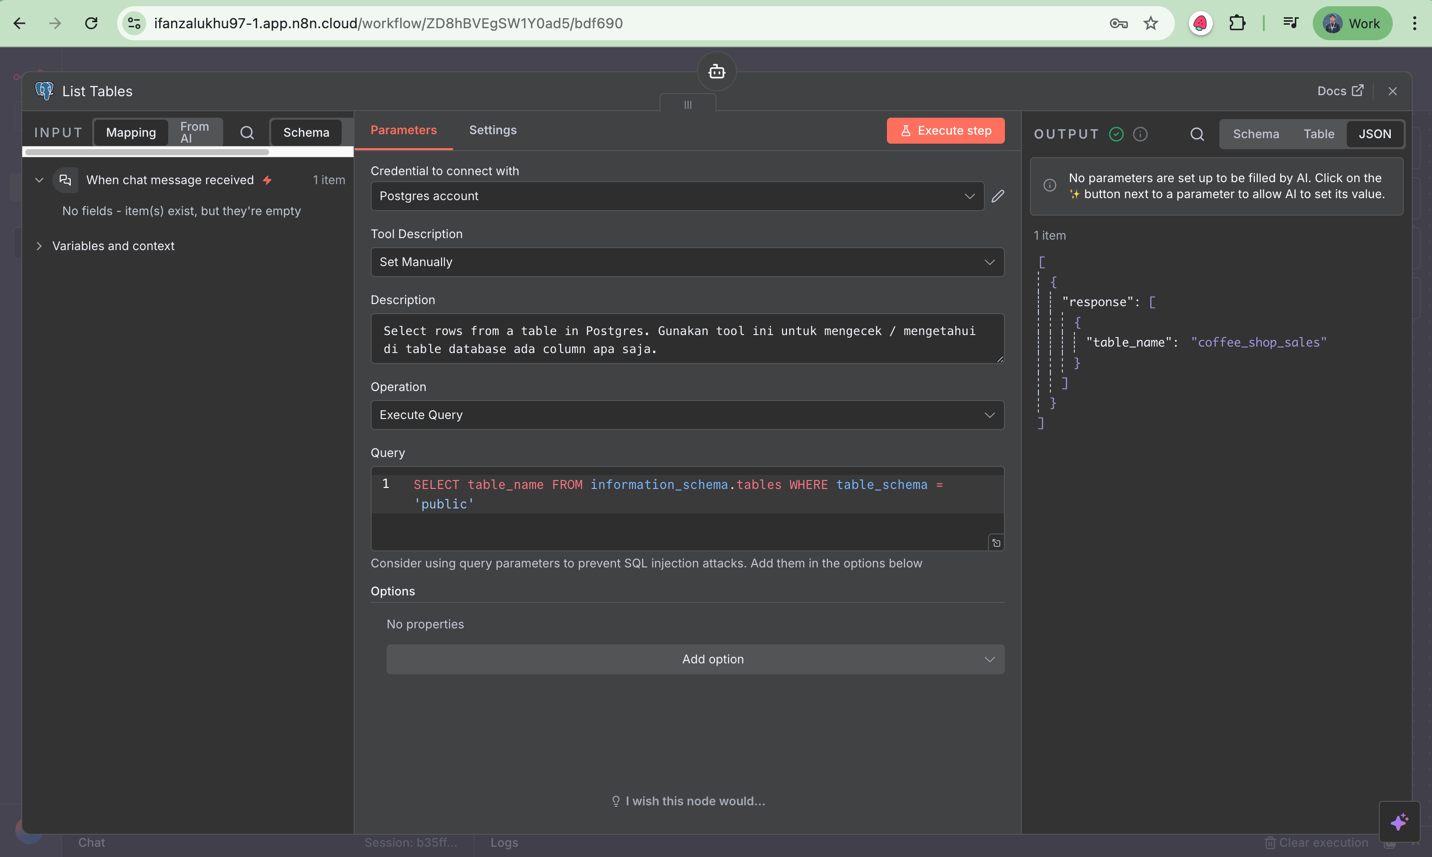 ifanzalukhu97-1.app.n8n.cloud/workflow/ZD8hBVEgSW1Y0ad5/bdf690
Work
List Tables
Docs
INPUT
Mapping
From AI
Schema
When chat message received
1 item
No fields - item(s) exist, but they're empty
Variables and context
Parameters
Settings
Execute step
Credential to connect with
Postgres account
Tool Description
Set Manually
Description
Select rows from a table in Postgres. Gunakan tool ini untuk mengecek / mengetahui
di table database ada column apa saja.
Operation
Execute Query
Query
1 SELECT table_name FROM information_schema.tables WHERE table_schema =
'public'
Consider using query parameters to prevent SQL injection attacks. Add them in the options below
Options
No properties
Add option
I wish this node would...
OUTPUT
Schema
Table
JSON
No parameters are set up to be filled by AI. Click on the
✨ button next to a parameter to allow AI to set its value.
1 item
[
{
"response": [
{
"table_name": "coffee_shop_sales"
}
]
}
]
Chat
Session: b35ff...
Logs
Clear execution